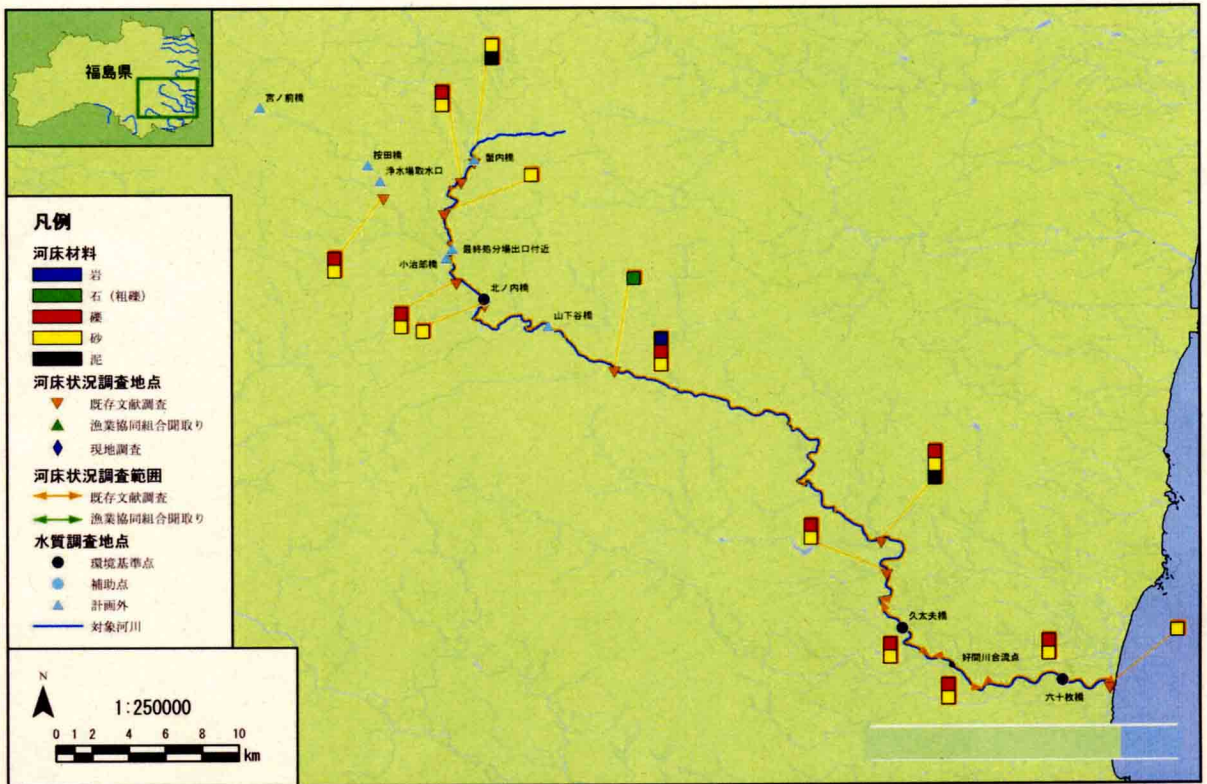 福島県
宮ノ前橋
按田橋
浄水場取水口
蟹内橋
最終処分場出口付近
小治郎橋
北ノ内橋
山下谷橋
久太夫橋
好間川合流点
六十枚橋
凡例
河床材料
岩
石（粗礫）
礫
砂
泥
河床状況調査地点
既存文献調査
漁業協同組合聞取り
現地調査
河床状況調査範囲
既存文献調査
漁業協同組合聞取り
水質調査地点
環境基準点
補助点
計画外
対象河川
N
1:250000
0 1 2 4 6 8 10
km